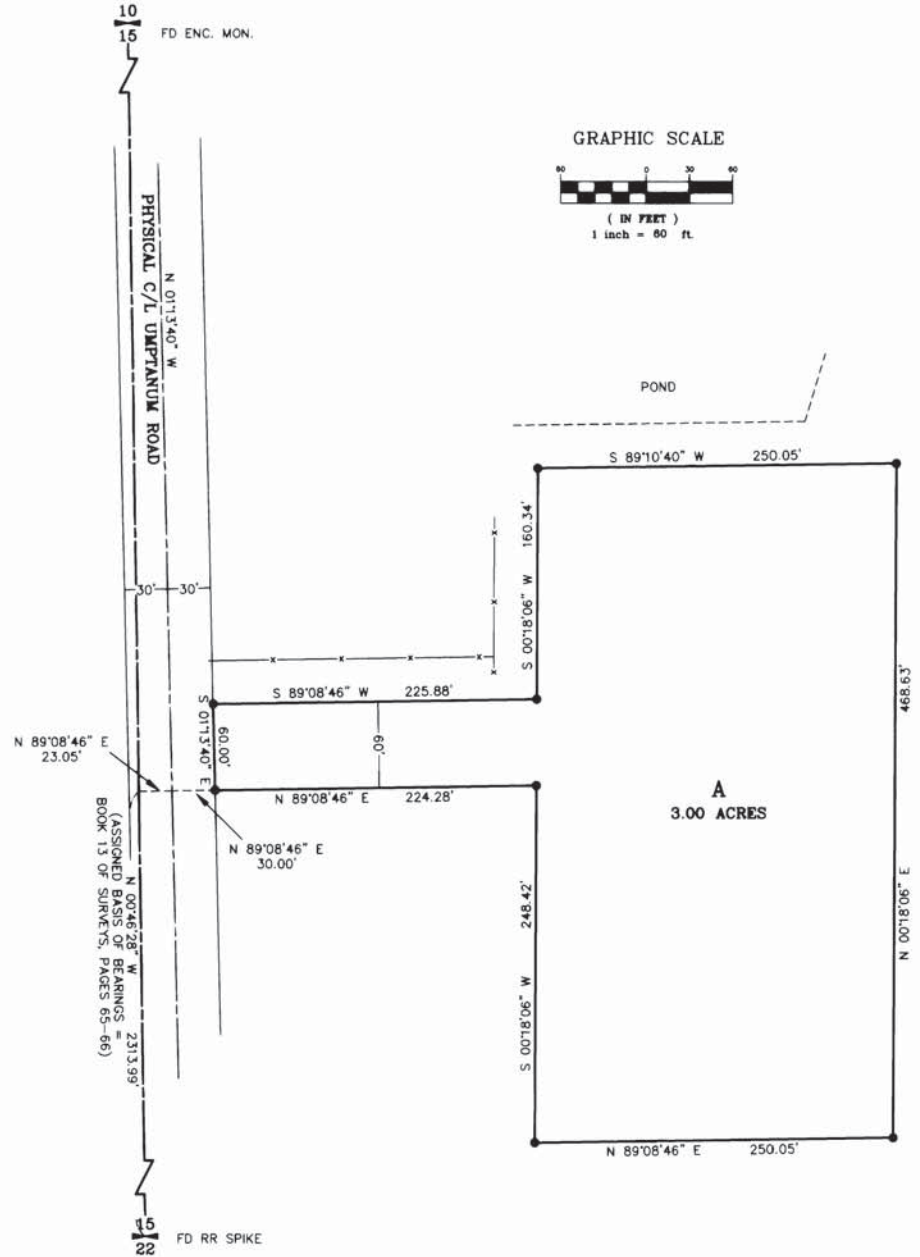 10
15 FD ENC. MON.
GRAPHIC SCALE
60 0 30 60
( IN FEET )
1 inch = 60 ft.
PHYSICAL C/L UMPTANUM ROAD
N 01°13'40" W
POND
S 89°10'40" W 250.05'
S 00°18'06" W 160.34'
30' 30'
S 89°08'46" W 225.88'
468.63'
N 00°18'06" E
S 01°13'40" E
60.00'
60'
N 89°08'46" E
23.05'
N 89°08'46" E 224.28'
A
3.00 ACRES
N 89°08'46" E
30.00'
S 00°18'06" W 248.42'
N 00°46'28" W 2313.99'
(ASSIGNED BASIS OF BEARINGS =
BOOK 13 OF SURVEYS, PAGES 65-66)
N 89°08'46" E 250.05'
15
22 FD RR SPIKE